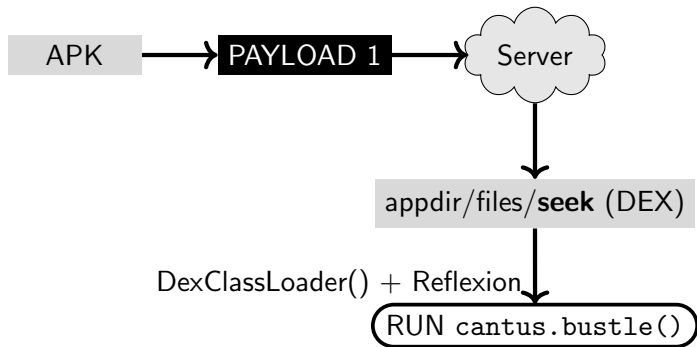 APK
PAYLOAD 1
Server
appdir/files/seek (DEX)
DexClassLoader() + Reflexion
RUN cantus.bustle()